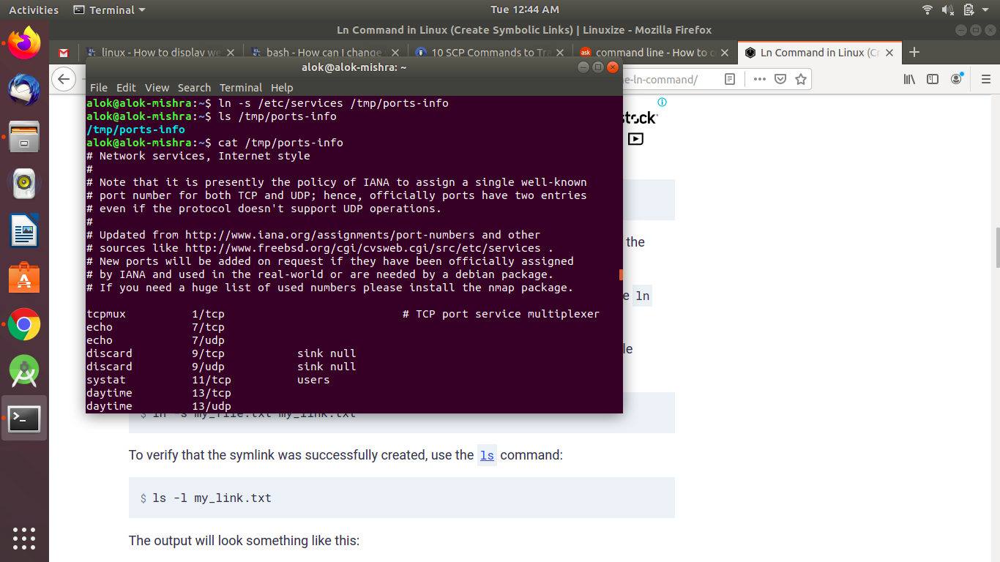 Activities Terminal Tue 12:44 AM
Ln Command in Linux (Create Symbolic Links) | Linuxize - Mozilla Firefox
linux - How to display we
bash - How can I change
10 SCP Commands to Tra
ask command line - How to c
Ln Command in Linux (Cr
alok@alok-mishra: ~
e-ln-command/
File Edit View Search Terminal Help
alok@alok-mishra:~$ ln -s /etc/services /tmp/ports-info
alok@alok-mishra:~$ ls /tmp/ports-info
/tmp/ports-info
alok@alok-mishra:~$ cat /tmp/ports-info
# Network services, Internet style
#
# Note that it is presently the policy of IANA to assign a single well-known
# port number for both TCP and UDP; hence, officially ports have two entries
# even if the protocol doesn't support UDP operations.
#
# Updated from http://www.iana.org/assignments/port-numbers and other
# sources like http://www.freebsd.org/cgi/cvsweb.cgi/src/etc/services .
# New ports will be added on request if they have been officially assigned
# by IANA and used in the real-world or are needed by a debian package.
# If you need a huge list of used numbers please install the nmap package.
tcpmux 1/tcp # TCP port service multiplexer
echo 7/tcp
echo 7/udp
discard 9/tcp sink null
discard 9/udp sink null
systat 11/tcp users
daytime 13/tcp
daytime 13/udp
stock
the
e ln
le
$ ln -s my_file.txt my_link.txt
To verify that the symlink was successfully created, use the ls command:
$ ls -l my_link.txt
The output will look something like this: